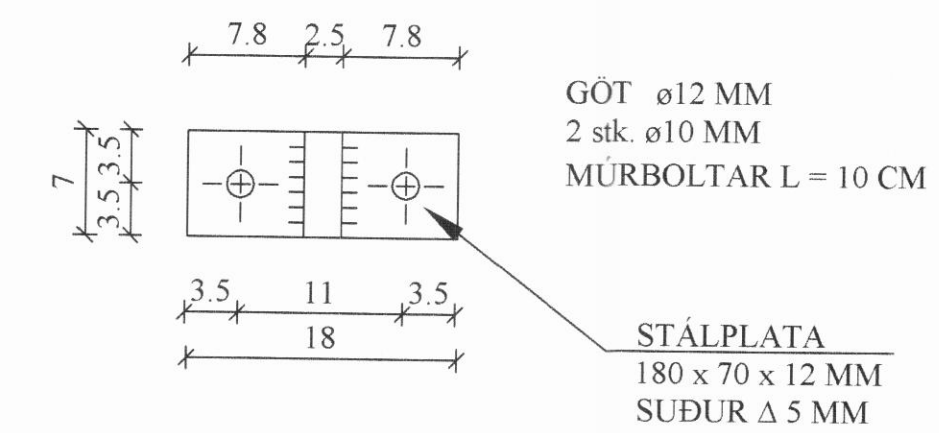 7.8 2.5 7.8
GÖT ø12 MM
2 stk. ø10 MM
MÚRBOLTAR L = 10 CM
7
3.5 3.5
3.5 11 3.5
18
STÁLPLATA
180 x 70 x 12 MM
SUÐUR Δ 5 MM